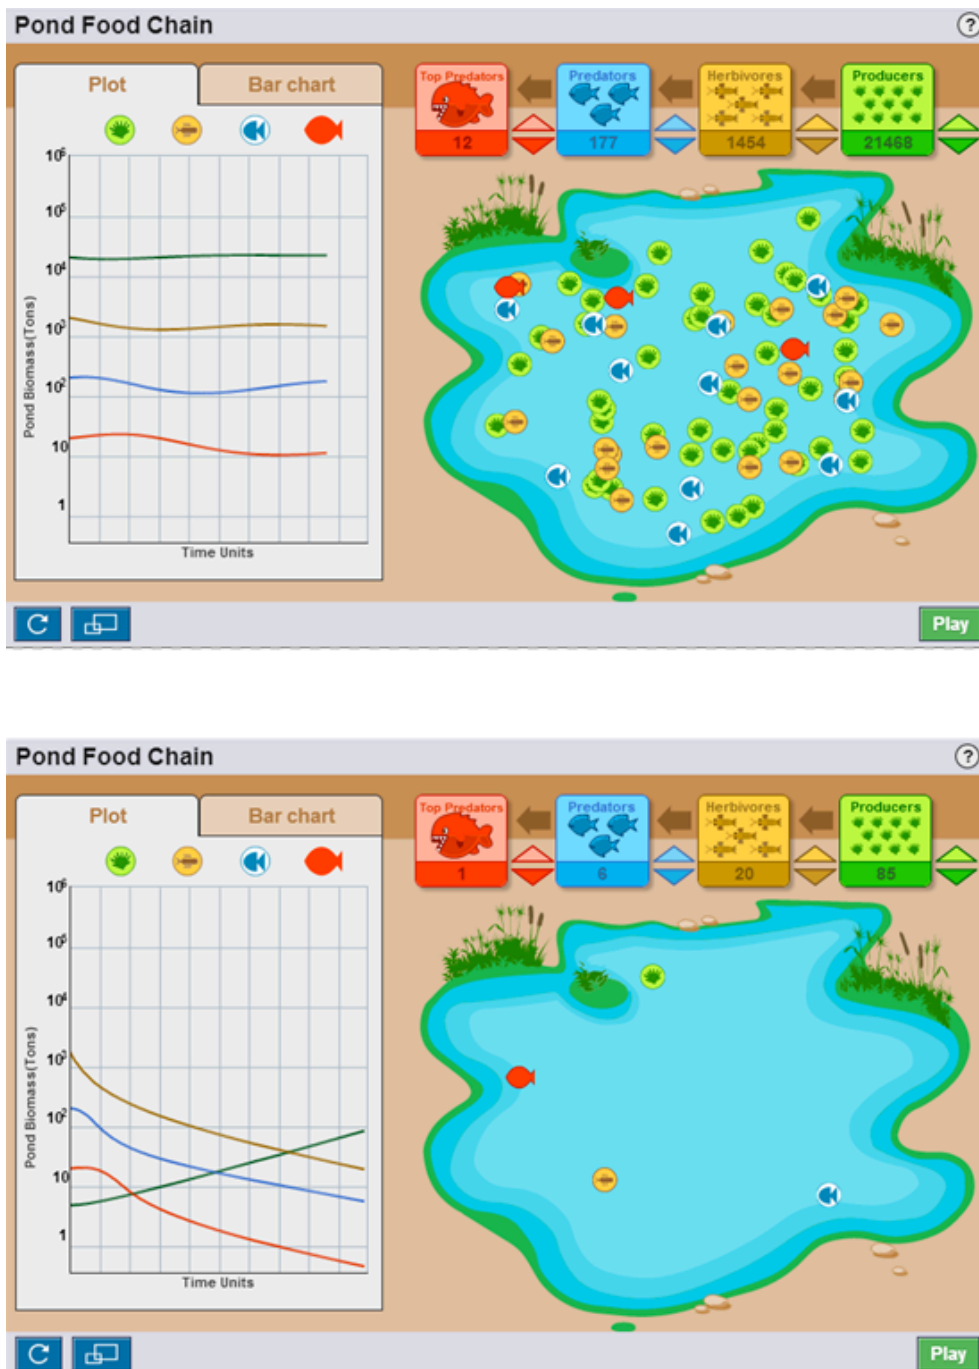 Pond Food Chain ?
Plot Bar chart
Top Predators Predators Herbivores Producers
12 177 1454 21468
10⁶
10⁵
10⁴
10³
10²
10
1
Pond Biomass(Tons)
Time Units
Play
Pond Food Chain ?
Plot Bar chart
Top Predators Predators Herbivores Producers
1 6 20 85
10⁶
10⁵
10⁴
10³
10²
10
1
Pond Biomass(Tons)
Time Units
Play